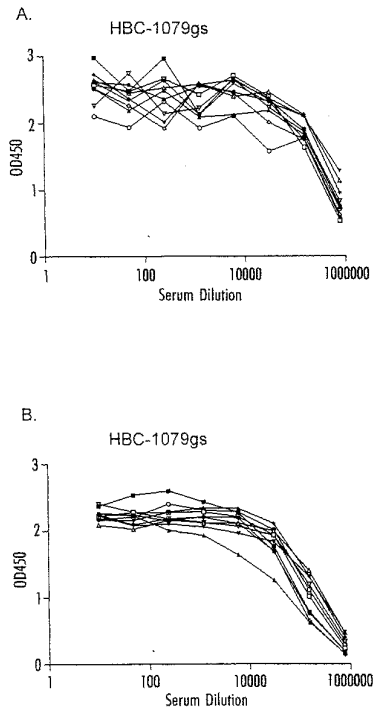 A.
HBC-1079gs
3
2
1
0
OD450
1
100
10000
1000000
Serum Dilution
B.
HBC-1079gs
3
2
1
0
OD450
1
100
10000
1000000
Serum Dilution